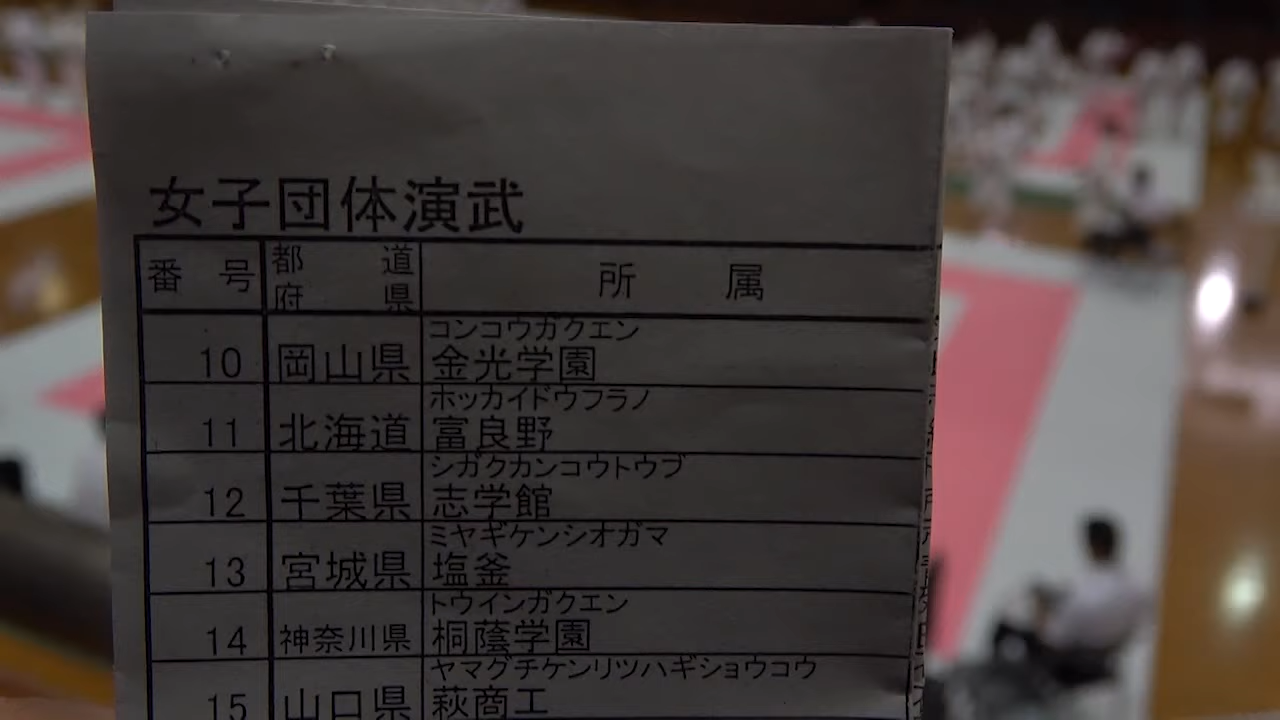 女子団体演武
番号 都道府県 所属
コンコウガクエン
10 岡山県 金光学園
ホッカイドウフラノ
11 北海道 富良野
シガクカンコウトウブ
12 千葉県 志学館
ミヤギケンシオガマ
13 宮城県 塩釜
トウインガクエン
14 神奈川県 桐蔭学園
ヤマグチケンリツハギショウコウ
15 山口県 萩商工